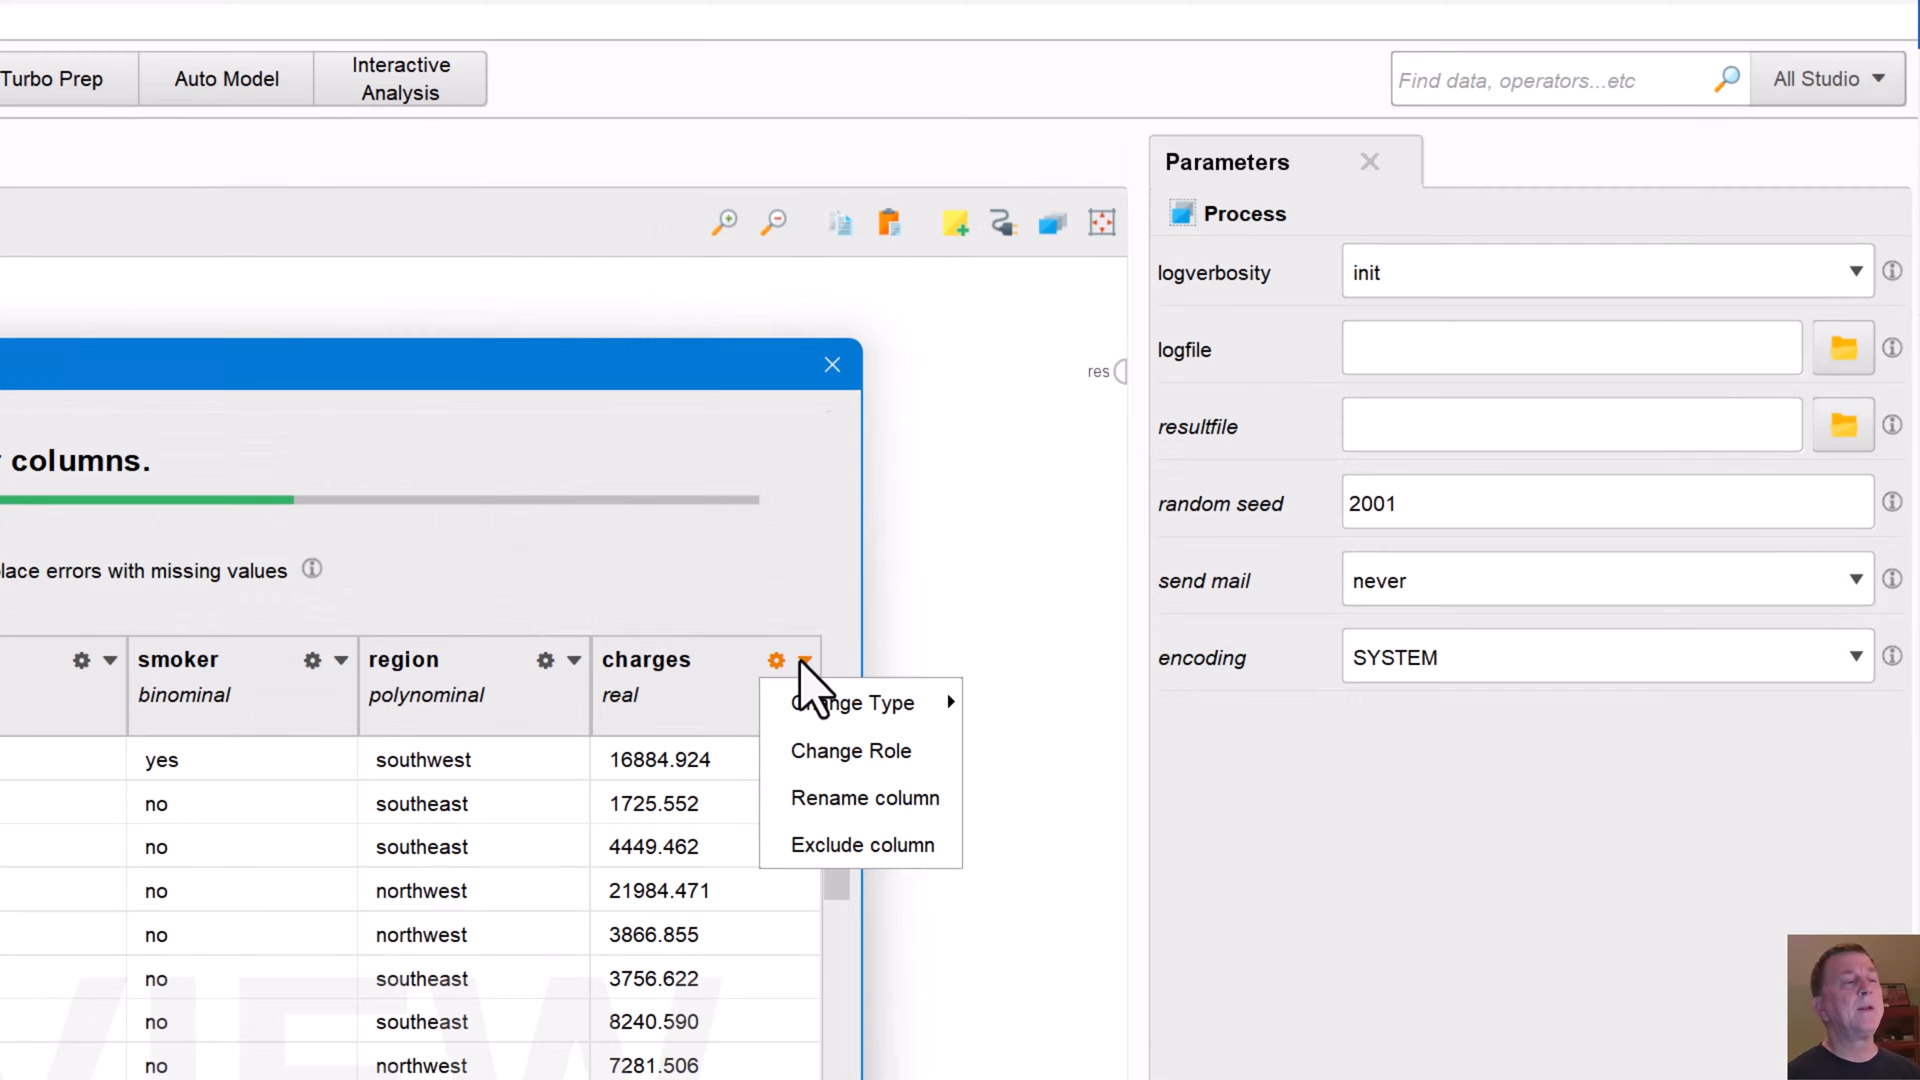 Turbo Prep
Auto Model
Interactive
Analysis
Find data, operators...etc
All Studio
Parameters
Process
logverbosity
init
res
logfile
columns.
resultfile
random seed
2001
place errors with missing values
send mail
never
smoker
region
charges
encoding
SYSTEM
binominal
polynominal
real
Change Type
yes
southwest
16884.924
Change Role
no
southeast
1725.552
Rename column
no
southeast
4449.462
Exclude column
no
northwest
21984.471
no
northwest
3866.855
no
southeast
3756.622
no
southeast
8240.590
no
northwest
7281.506